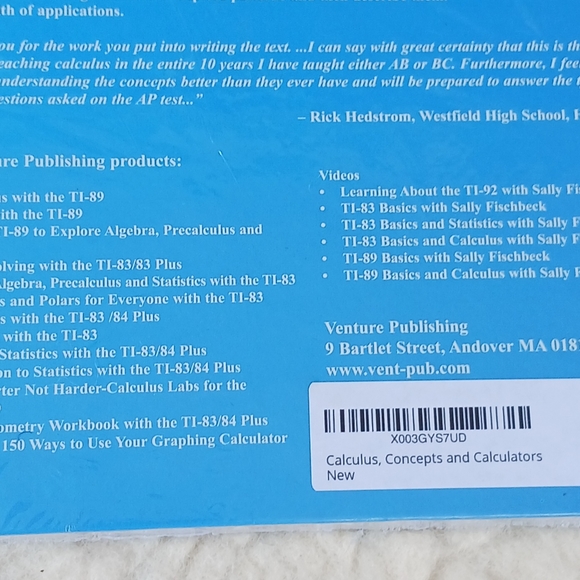 th of applications.
ou for the work you put into writing the text. ...I can say with great certainty that this is th
eaching calculus in the entire 10 years I have taught either AB or BC. Furthermore, I feel
understanding the concepts better than they ever have and will be prepared to answer the
estions asked on the AP test..."
– Rick Hedstrom, Westfield High School,
re Publishing products:
s with the TI-89
ith the TI-89
TI-89 to Explore Algebra, Precalculus and
lving with the TI-83/83 Plus
lgebra, Precalculus and Statistics with the TI-83
s and Polars for Everyone with the TI-83
s with the TI-83 /84 Plus
with the TI-83
Statistics with the TI-83/84 Plus
on to Statistics with the TI-83/84 Plus
rter Not Harder-Calculus Labs for the
ometry Workbook with the TI-83/84 Plus
150 Ways to Use Your Graphing Calculator
Videos
• Learning About the TI-92 with Sally Fis
• TI-83 Basics with Sally Fischbeck
• TI-83 Basics and Statistics with Sally F
• TI-83 Basics and Calculus with Sally F
• TI-89 Basics with Sally Fischbeck
• TI-89 Basics and Calculus with Sally F
Venture Publishing
9 Bartlet Street, Andover MA 018
www.vent-pub.com
X003GYS7UD
Calculus, Concepts and Calculators
New